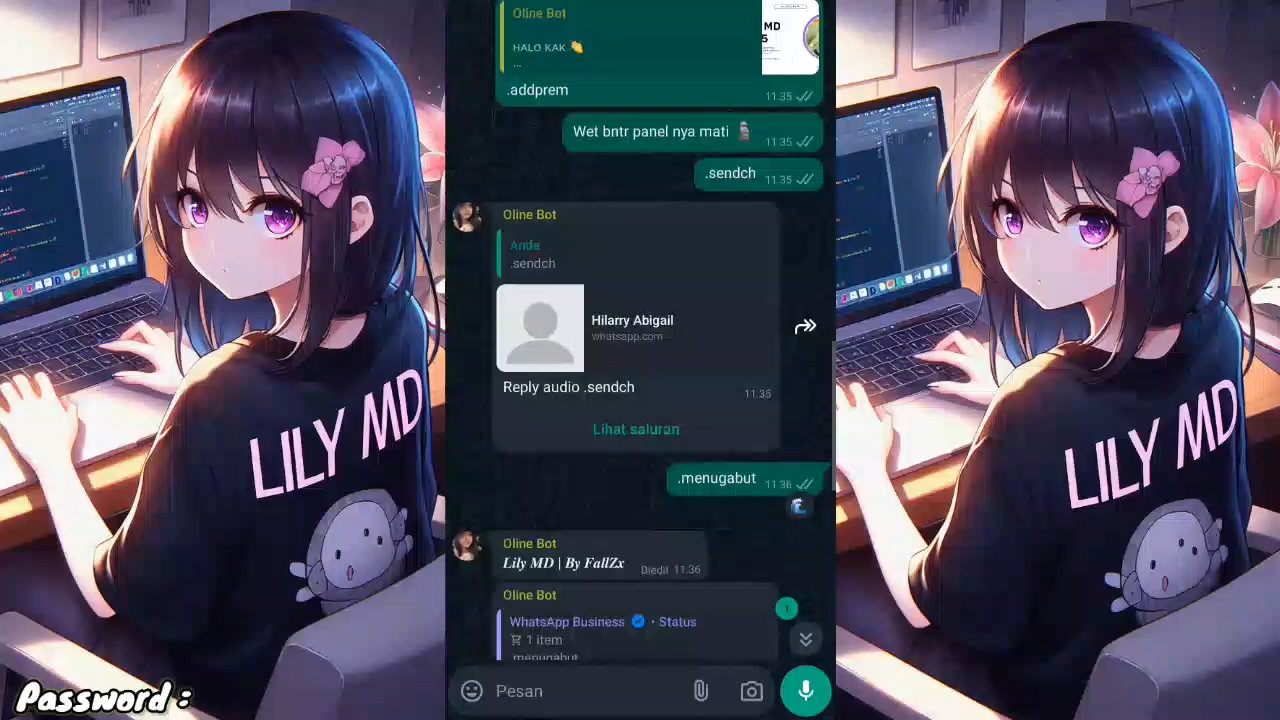 Oline Bot
HALO KAK 👏
...
MD
5
.addprem
11.35
Wet bntr panel nya mati 🗿
11.35
.sendch
11.35
Oline Bot
Anda
.sendch
Hilarry Abigail
whatsapp.com
Reply audio .sendch
11.35
Lihat saluran
.menugabut
11.36
Oline Bot
Lily MD | By FallZx
Diedit 11.36
Oline Bot
WhatsApp Business • Status
1 item
.menugabut
1
Pesan
LILY MD
LILY MD
Password :